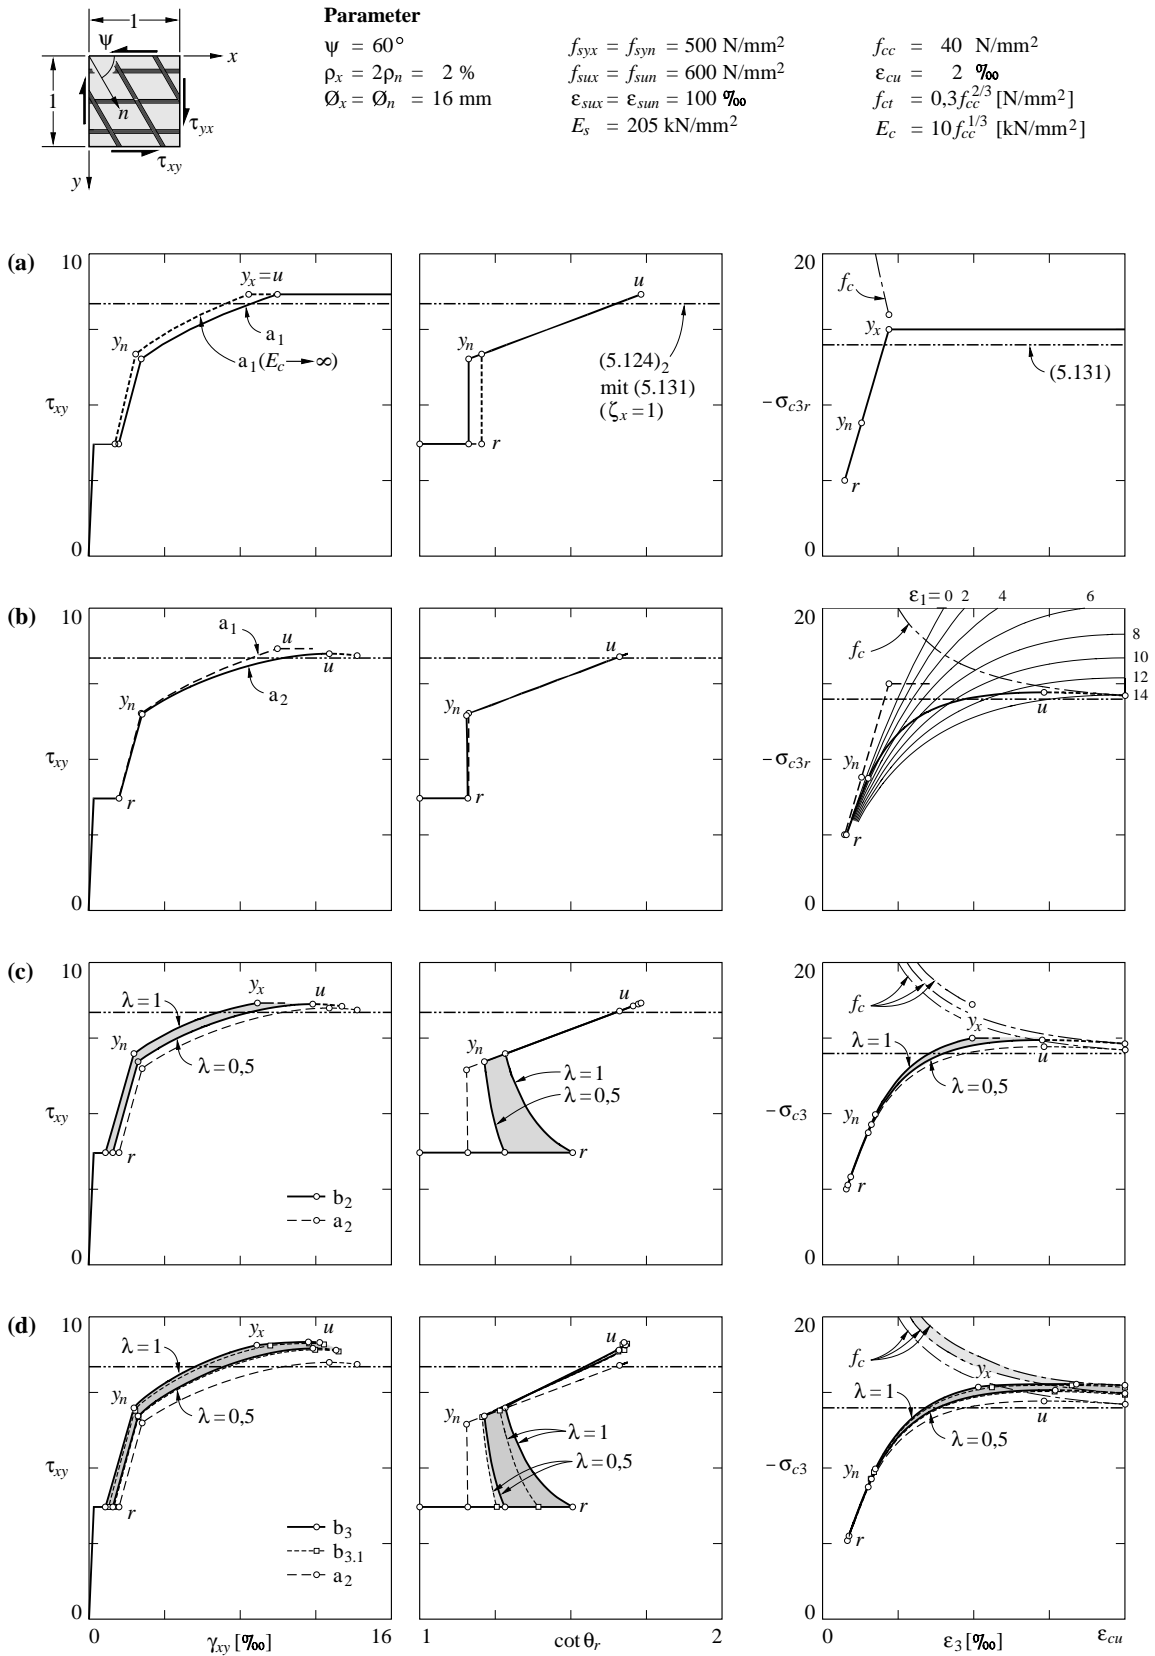 1
ψ
x
1
n
τyx
τxy
y
Parameter
ψ = 60°
ρx = 2ρn = 2 %
Øx = Øn = 16 mm
fsyx = fsyn = 500 N/mm²
fsux = fsun = 600 N/mm²
εsux = εsun = 100 ‰
Es = 205 kN/mm²
fcc = 40 N/mm²
εcu = 2 ‰
fct = 0,3fcc^2/3 [N/mm²]
Ec = 10fcc^1/3 [kN/mm²]
(a)
10
yx=u
yn
a1
a1(Ec→∞)
τxy
0
u
yn
r
(5.124)2
mit (5.131)
(ζx=1)
20
fc
yx
(5.131)
-σc3r
yn
r
0
(b)
10
a1
u
u
yn
a2
τxy
r
0
u
yn
r
ε1= 0 2 4 6
20
fc
8
10
12
14
u
yn
-σc3r
r
0
(c)
10
λ=1
yx
u
yn
λ=0,5
τxy
r
b2
a2
0
u
yn
λ=1
λ=0,5
r
20
fc
yx
λ=1
u
λ=0,5
-σc3
yn
r
0
(d)
10
λ=1
yx
u
yn
λ=0,5
τxy
r
b3
b3.1
a2
0
0
γxy[‰]
16
u
yn
λ=1
λ=0,5
r
1
cotθr
2
20
fc
yx
λ=1
u
λ=0,5
-σc3
yn
r
0
0
ε3[‰]
εcu